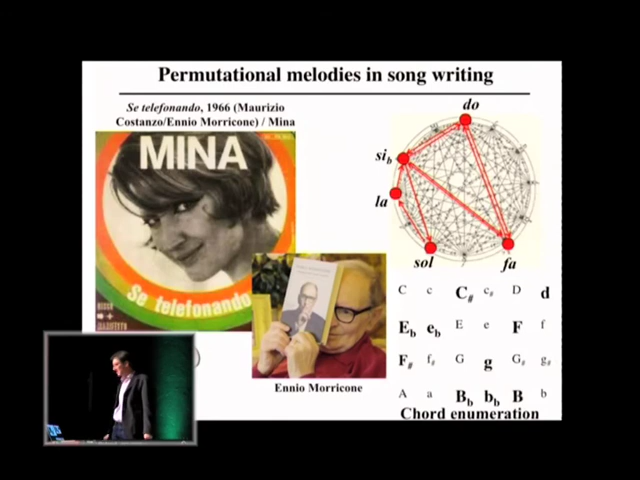 Permutational melodies in song writing
Se telefonando, 1966 (Maurizio
Costanzo/Ennio Morricone) / Mina
MINA
Se telefonando
Ennio Morricone
do
si b
la
sol
fa
C c C# c# D d
Eb eb E e F f
F# f# G g G# g#
A a Bb bb B b
Chord enumeration